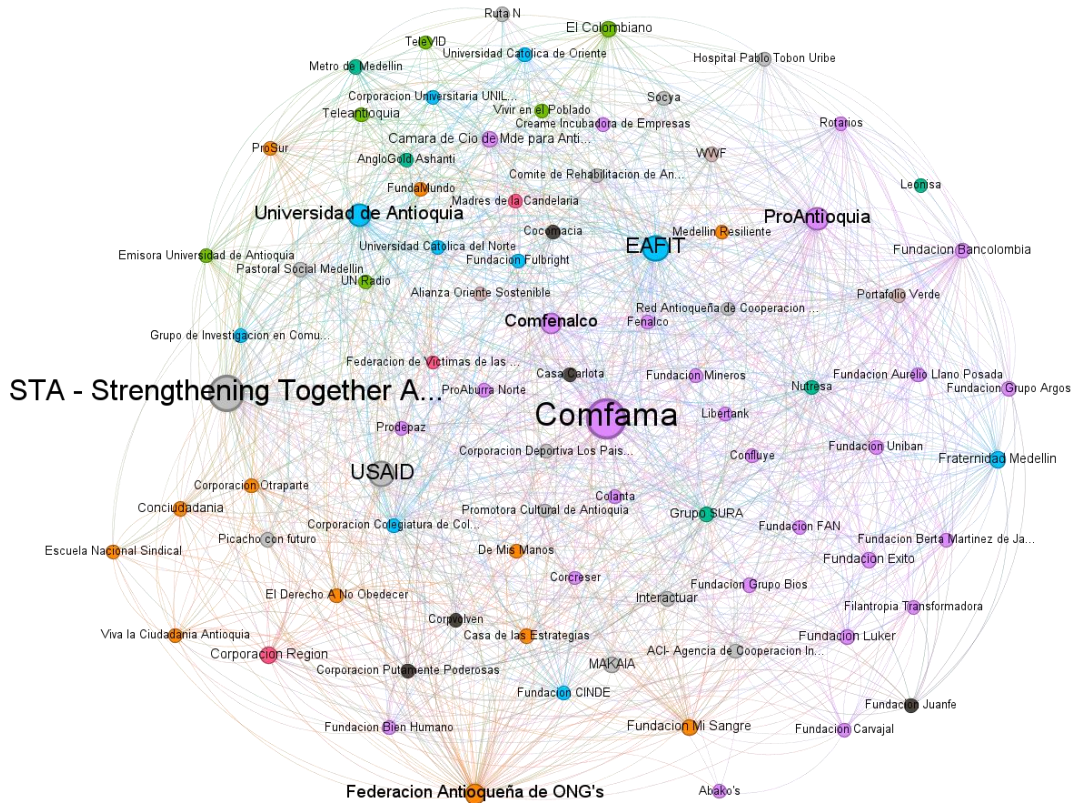 Ruta N
El Colombiano
TeleVID
Universidad Catolica de Oriente
Hospital Pablo Tobon Uribe
Metro de Medellin
Corporacion Universitaria UNIL...
Socya
Teleantioquia
Vivir en el Poblado
Creame Incubadora de Empresas
Rotarios
Camara de Cio de Mde para Anti...
ProSur
AngloGold Ashanti
WWF
Comite de Rehabilitacion de An...
Leonisa
FundaMundo
Madres de la Candelaria
Universidad de Antioquia
ProAntioquia
Cocomacia
Medellin Resiliente
Universidad Catolica del Norte
EAFIT
Fundacion Bancolombia
Emisora Universidad de Antioquia
Fundacion Fulbright
Pastoral Social Medellin
UN Radio
Alianza Oriente Sostenible
Portafolio Verde
Red Antioqueña de Cooperacion ...
Comfenalco
Fenalco
Grupo de Investigacion en Comu...
Federacion de Victimas de las ...
Casa Carlota
Fundacion Mineros
Fundacion Aurelio Llano Posada
STA - Strengthening Together A...
ProAburra Norte
Nutresa
Fundacion Grupo Argos
Comfama
Libertank
Prodepaz
Corporacion Deportiva Los Pais...
Confluye
Fundacion Uniban
Fraternidad Medellin
USAID
Corporacion Otraparte
Colanta
Conciudadania
Promotora Cultural de Antioquia
Grupo SURA
Corporacion Colegiatura de Col...
Fundacion FAN
Picacho con futuro
Fundacion Berta Martinez de Ja...
Escuela Nacional Sindical
De Mis Manos
Fundacion Exito
Corcreser
Fundacion Grupo Bios
El Derecho A No Obedecer
Interactuar
Filantropia Transformadora
Corpvolven
Viva la Ciudadania Antioquia
Casa de las Estrategias
Fundacion Luker
Corporacion Region
ACI- Agencia de Cooperacion In...
MAKAIA
Corporacion Putamente Poderosas
Fundacion CINDE
Fundacion Juanfe
Fundacion Bien Humano
Fundacion Mi Sangre
Fundacion Carvajal
Federacion Antioqueña de ONG's
Abako's